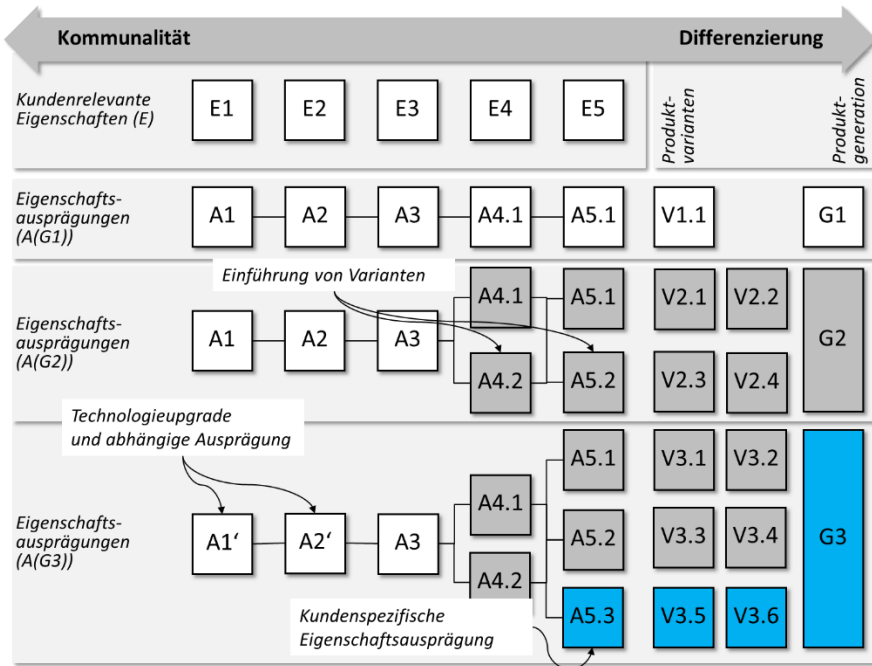 Kommunalität
Differenzierung
Kundenrelevante
Eigenschaften (E)
E1
E2
E3
E4
E5
Produkt-
varianten
Produkt-
generation
Eigenschafts-
ausprägungen
(A(G1))
A1
A2
A3
A4.1
A5.1
V1.1
G1
Einführung von Varianten
Eigenschafts-
ausprägungen
(A(G2))
A1
A2
A3
A4.1
A4.2
A5.1
A5.2
V2.1
V2.2
V2.3
V2.4
G2
Technologieupgrade
und abhängige Ausprägung
Eigenschafts-
ausprägungen
(A(G3))
A1‘
A2‘
A3
A4.1
A4.2
A5.1
A5.2
A5.3
V3.1
V3.2
V3.3
V3.4
V3.5
V3.6
G3
Kundenspezifische
Eigenschaftsausprägung